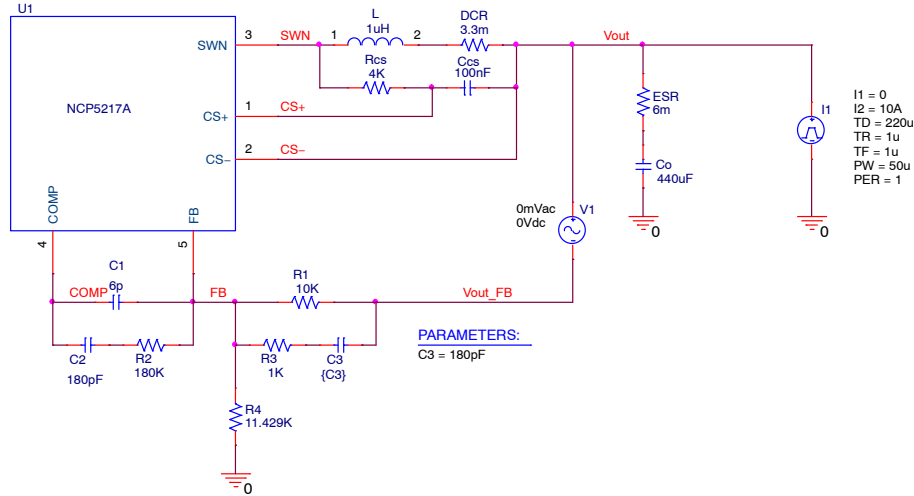 U1
NCP5217A
SWN
3
SWN
CS+
1
CS+
CS−
2
CS−
COMP
4
FB
5
L
1uH
1
2
DCR
3.3m
Rcs
4K
Ccs
100nF
Vout
ESR
6m
Co
440uF
0
I1
0
I1 = 0
I2 = 10A
TD = 220u
TR = 1u
TF = 1u
PW = 50u
PER = 1
0mVac
0Vdc
V1
C1
6p
COMP
FB
R1
10K
Vout_FB
C2
180pF
R2
180K
R3
1K
C3
{C3}
PARAMETERS:
C3 = 180pF
R4
11.429K
0